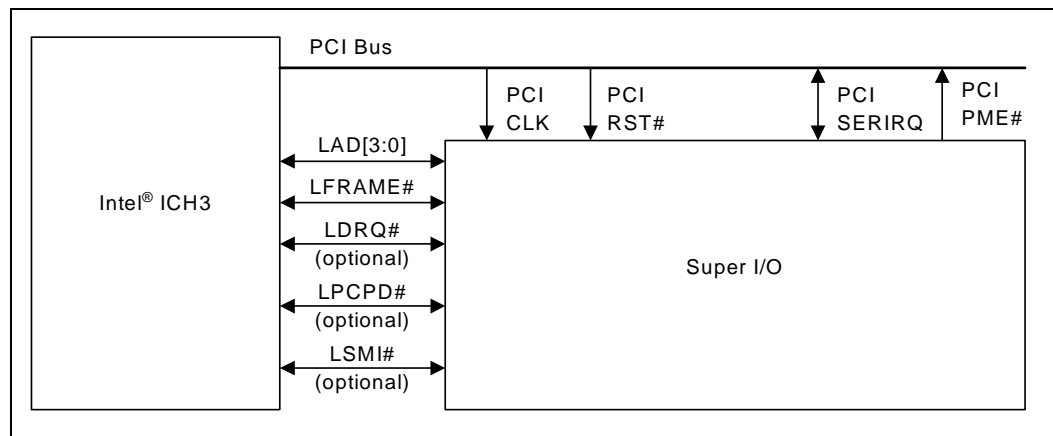 PCI Bus
PCI
CLK
PCI
RST#
PCI
SERIRQ
PCI
PME#
LAD[3:0]
LFRAME#
LDRQ#
(optional)
LPCPD#
(optional)
LSMI#
(optional)
Intel® ICH3
Super I/O